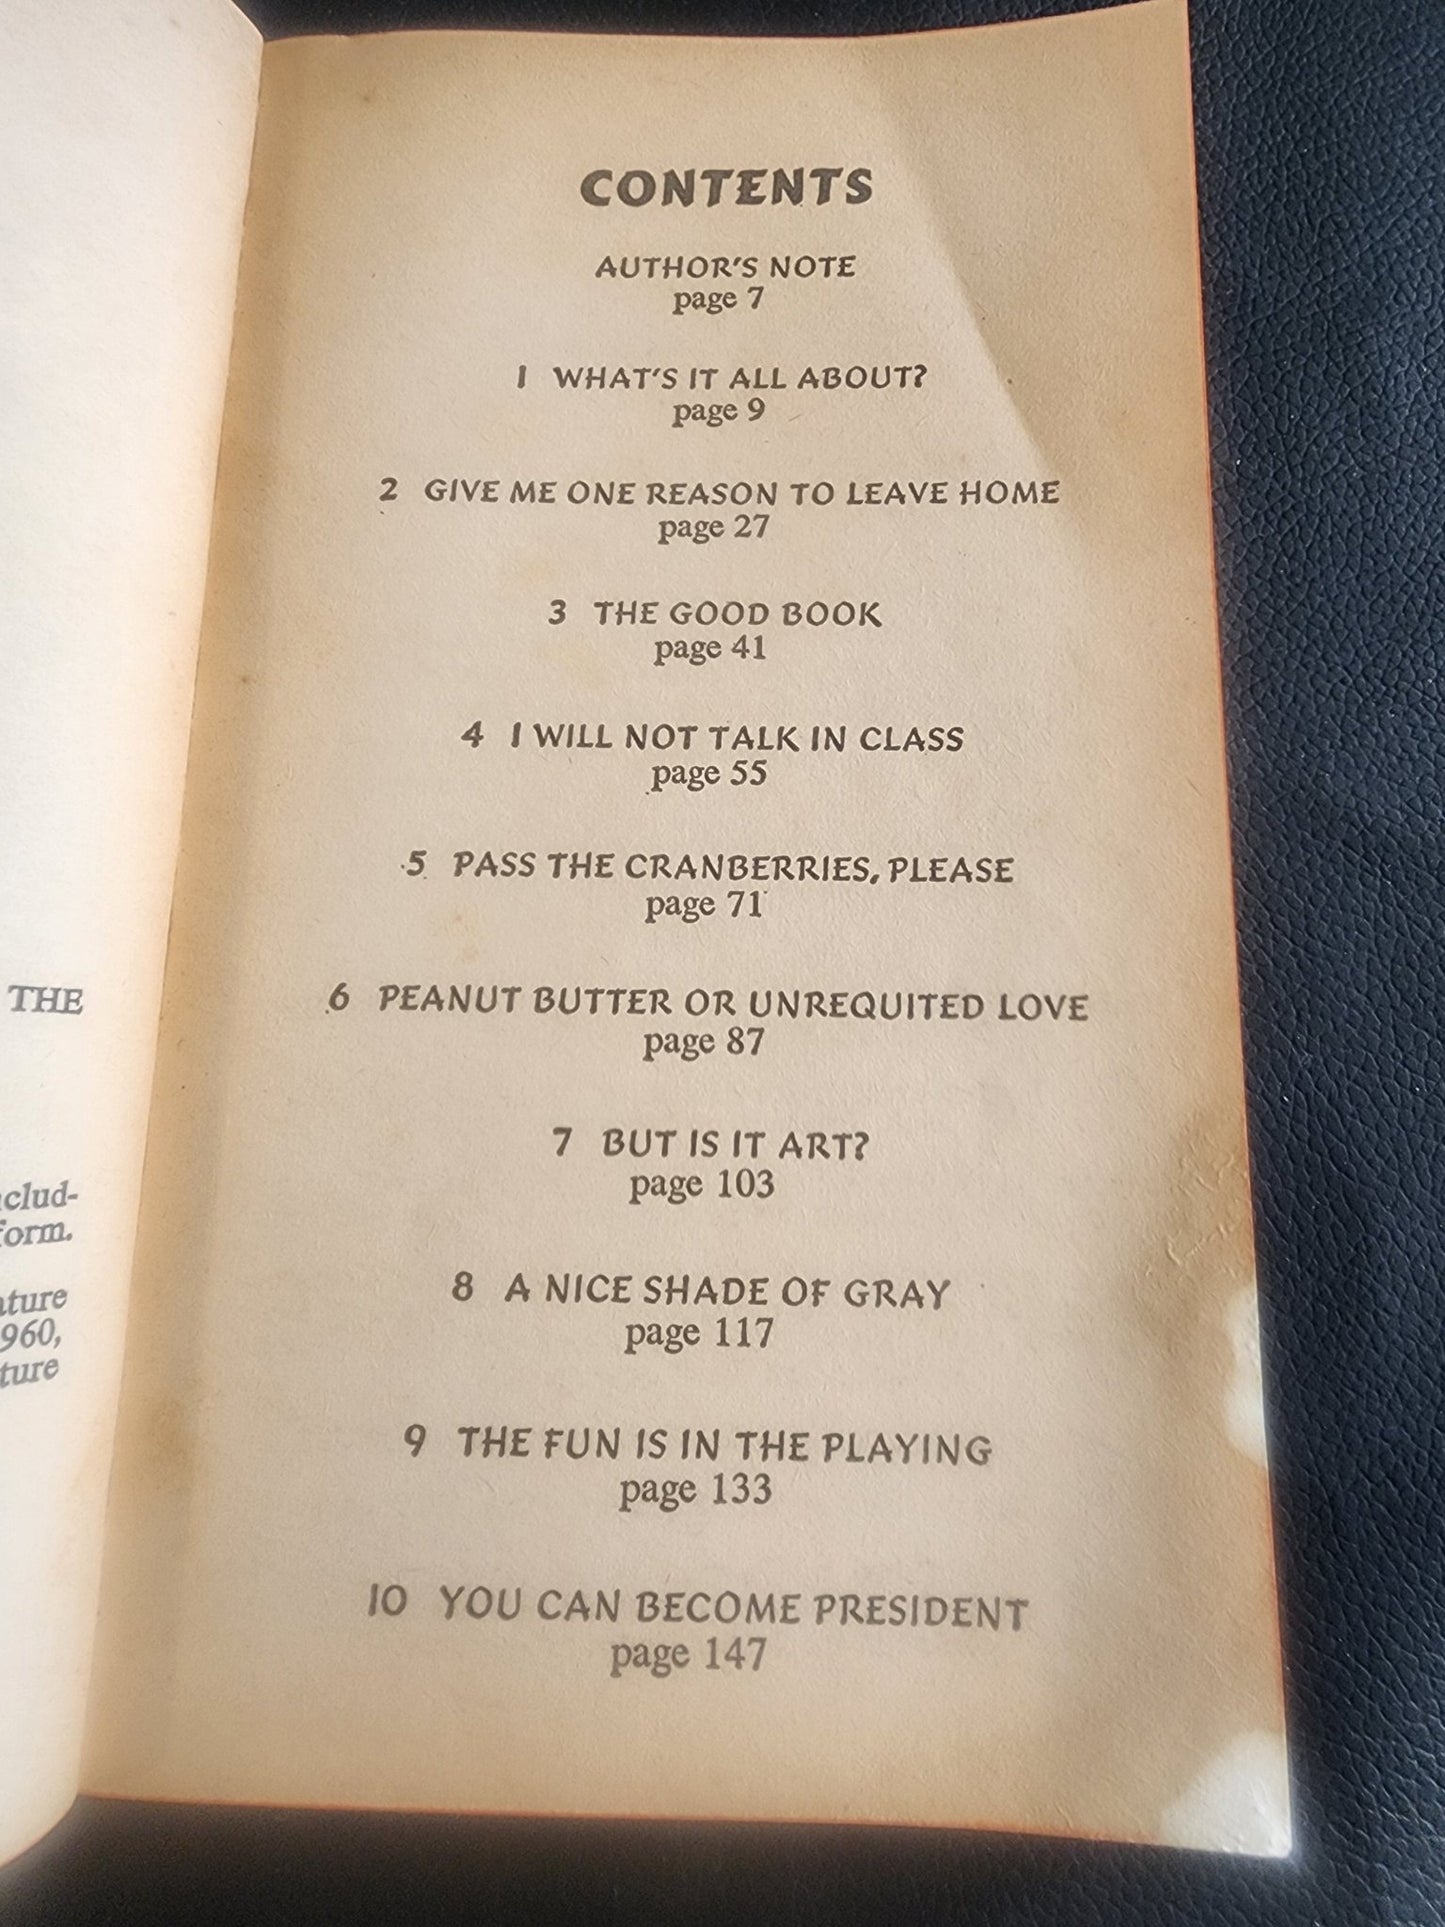 THE
includ-
form.
ature
960,
ture
CONTENTS
AUTHOR'S NOTE
page 7
1 WHAT'S IT ALL ABOUT?
page 9
2 GIVE ME ONE REASON TO LEAVE HOME
page 27
3 THE GOOD BOOK
page 41
4 I WILL NOT TALK IN CLASS
page 55
5 PASS THE CRANBERRIES, PLEASE
page 71
6 PEANUT BUTTER OR UNREQUITED LOVE
page 87
7 BUT IS IT ART?
page 103
8 A NICE SHADE OF GRAY
page 117
9 THE FUN IS IN THE PLAYING
page 133
10 YOU CAN BECOME PRESIDENT
page 147